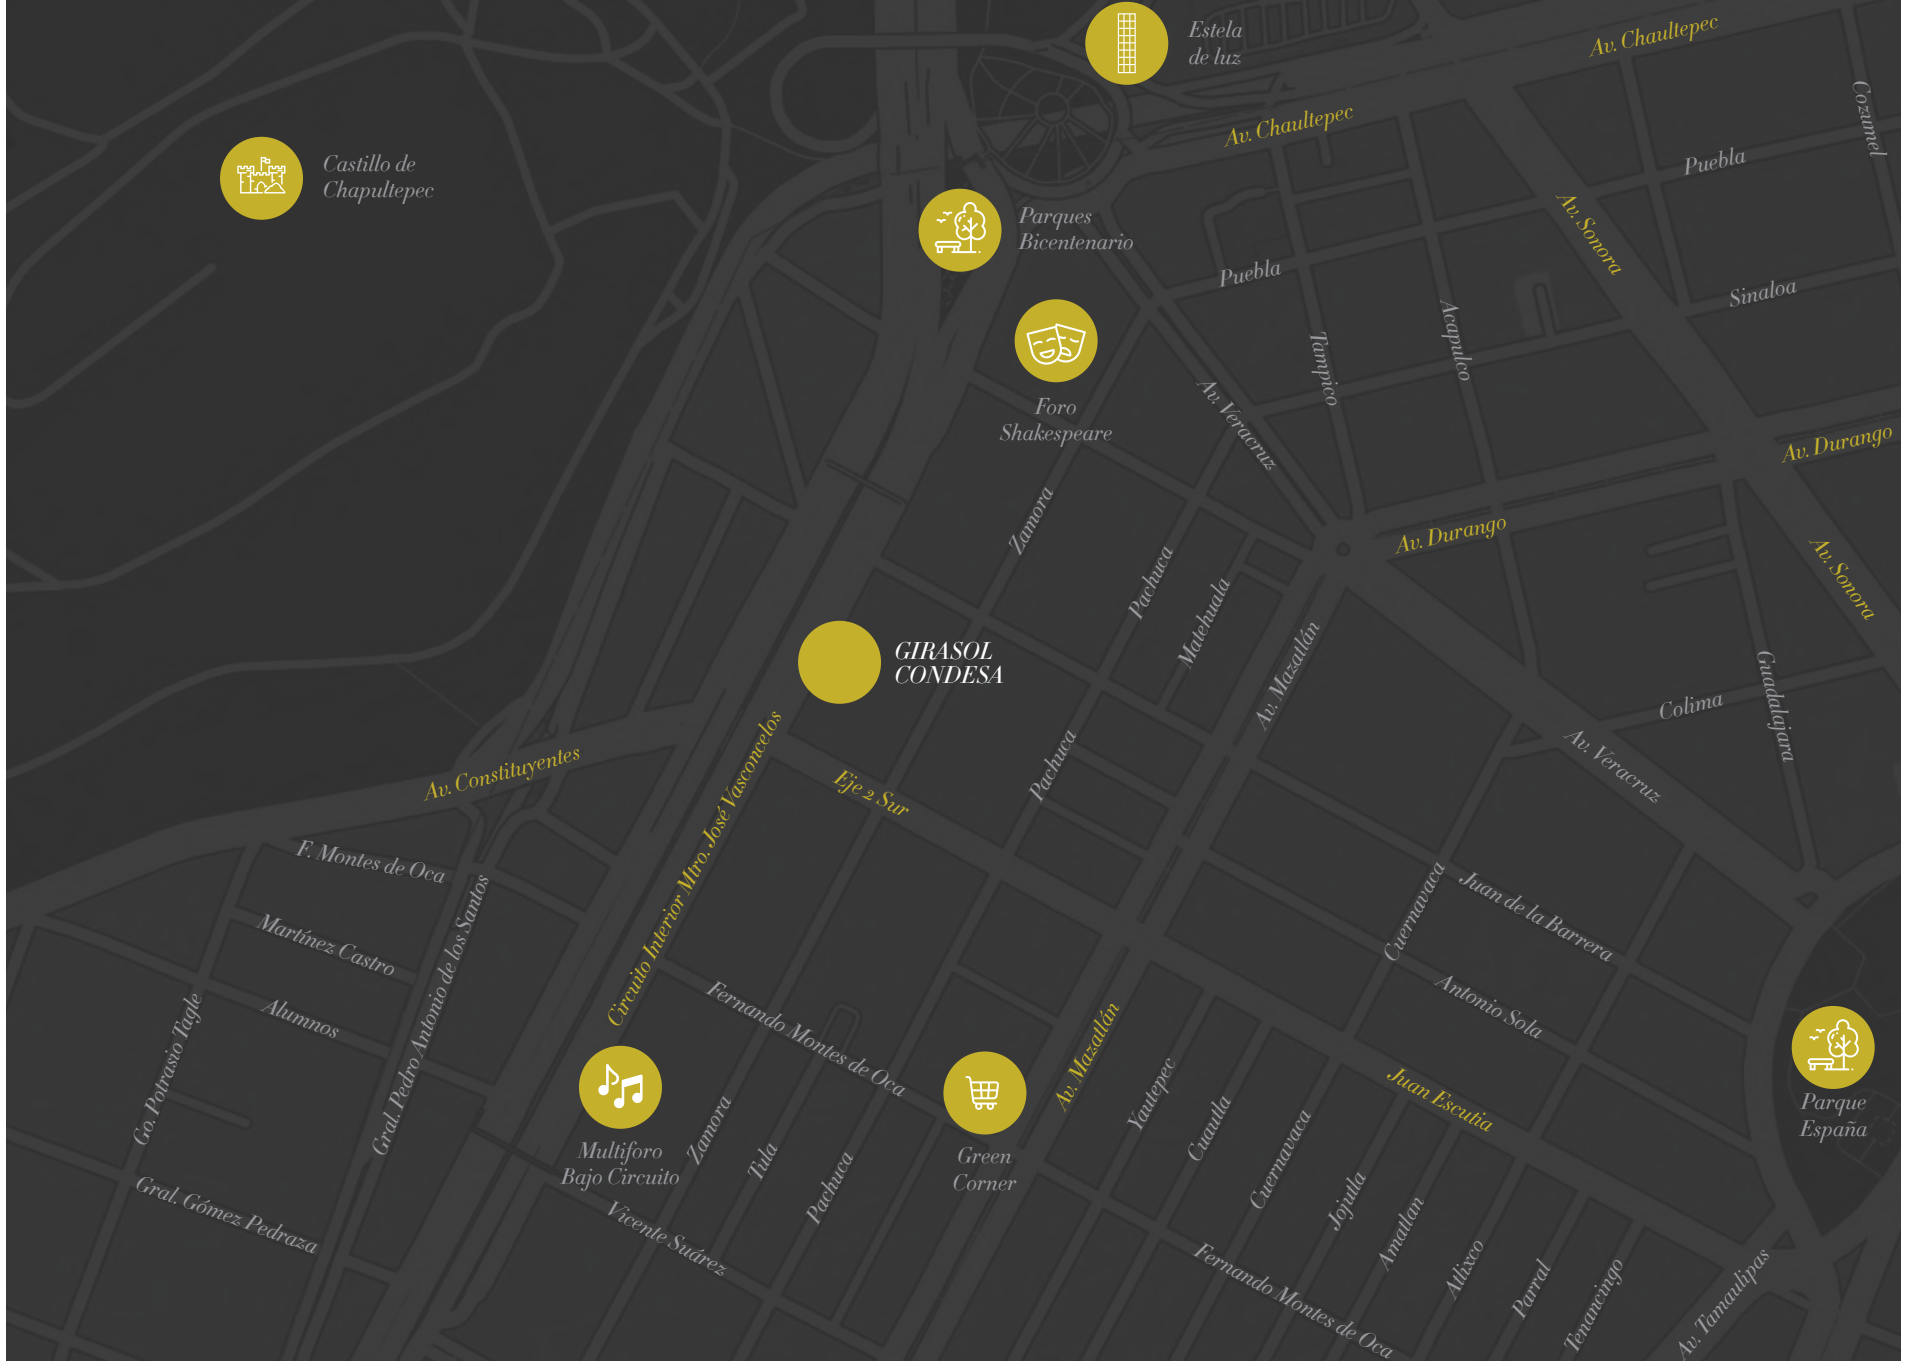 Estela
de luz
Av. Chaultepec
Av. Chaultepec
Cozumel
Castillo de
Chapultepec
Puebla
Parques
Bicentenario
Av. Sonora
Puebla
Sinaloa
Tampico
Acapulco
Foro
Shakespeare
Av. Veracruz
Av. Durango
Av. Durango
Zamora
Pachuca
Matehuala
Av. Sonora
GIRASOL
CONDESA
Av. Mazatlán
Guadalajara
Colima
Av. Constituyentes
Circuito Interior Mtro. José Vasconcelos
Eje 2 Sur
Pachuca
Av. Veracruz
F. Montes de Oca
Gral. Pedro Antonio de los Santos
Martínez Castro
Cuernavaca
Juan de la Barrera
Alumnos
Go. Potrasio Tagle
Fernando Montes de Oca
Antonio Sola
Av. Mazatlán
Yautepec
Cuautla
Cuernavaca
Juan Escutia
Parque
España
Multiforo
Bajo Circuito
Zamora
Tula
Pachuca
Green
Corner
Gral. Gómez Pedraza
Vicente Suárez
Jojutla
Amatlan
Atlixco
Parral
Tenancingo
Fernando Montes de Oca
Av. Tamaulipas